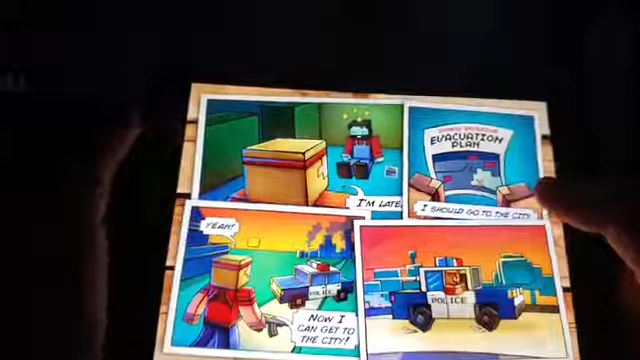 I'M LATE
EVACUATION
PLAN
I SHOULD GO TO THE CITY
YEAH!
POLICE
NOW I
CAN GET TO
THE CITY!
POLICE